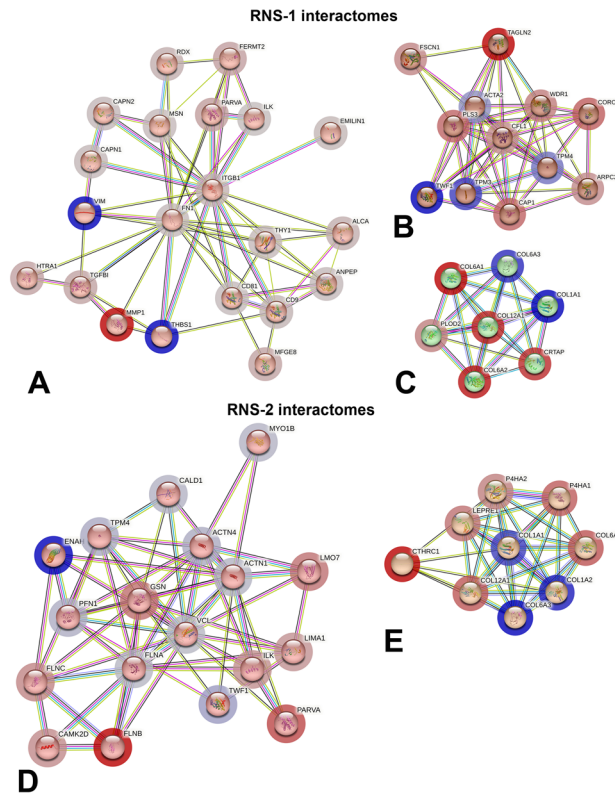 RNS-1 interactomes
RDX
FERMT2
CAPN2
MSN
PARVA
ILK
EMILIN1
CAPN1
ITGB1
VIM
FN1
THY1
ALCA
HTRA1
TGFBI
CD81
ANPEP
MMP1
THBS1
CD9
MFGE8
A
TAGLN2
FSCN1
ACTA2
WDR1
PLS3
CORO
CFL1
TPM4
TWF1
TPM3
ARPC
CAP1
B
COL6A3
COL6A1
COL1A1
COL12A1
PLOD2
CRTAP
COL6A2
C
RNS-2 interactomes
MYO1B
CALD1
TPM4
ACTN4
ENAH
ACTN1
LMO7
GSN
PFN1
VCL
LIMA1
FLNA
FLNC
ILK
TWF1
PARVA
CAMK2D
FLNB
D
P4HA2
P4HA1
LEPRE1
COL1A1
COL6A
CTHRC1
COL12A1
COL1A2
COL6A3
E